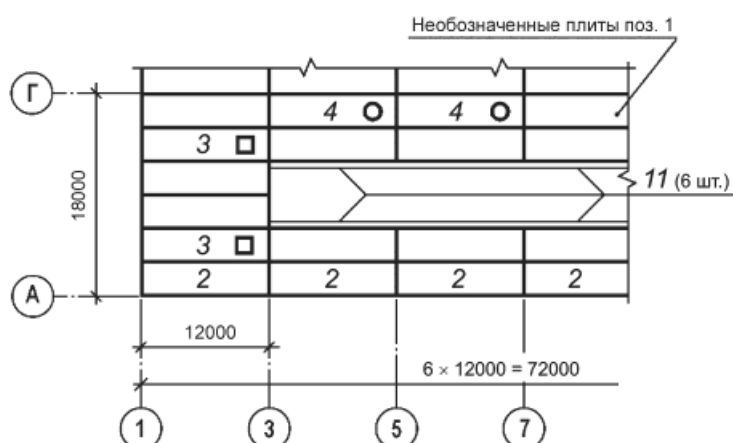 Необозначенные плиты поз. 1
Г
4 4
3
11 (6 шт.)
18000
3
2 2 2 2
А
12000
6 × 12000 = 72000
1 3 5 7